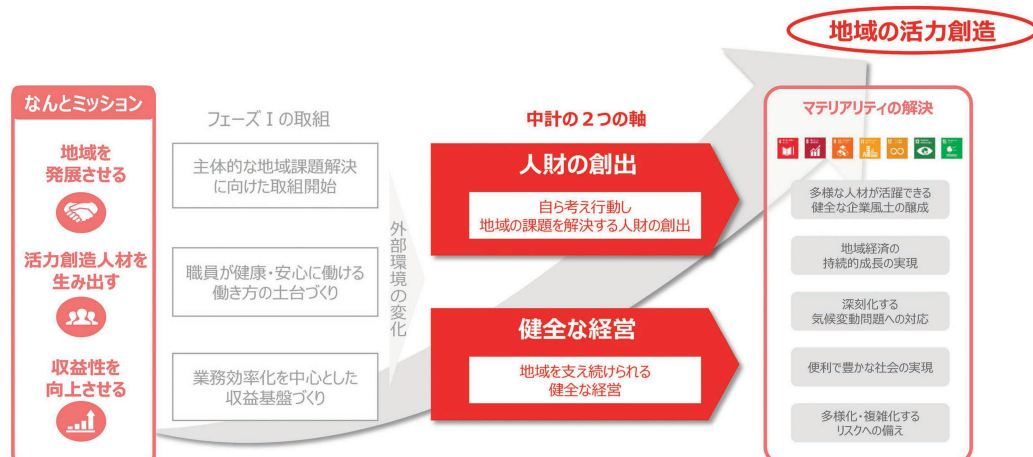 地域の活力創造
なんとミッション
地域を
発展させる
活力創造人材を
生み出す
収益性を
向上させる
フェーズⅠの取組
主体的な地域課題解決
に向けた取組開始
職員が健康・安心に働ける
働き方の土台づくり
業務効率化を中心とした
収益基盤づくり
外部環境の変化
中計の2つの軸
人財の創出
自ら考え行動し
地域の課題を解決する人財の創出
健全な経営
地域を支え続けられる
健全な経営
マテリアリティの解決
多様な人材が活躍できる
健全な企業風土の醸成
地域経済の
持続的成長の実現
深刻化する
気候変動問題への対応
便利で豊かな社会の実現
多様化・複雑化する
リスクへの備え